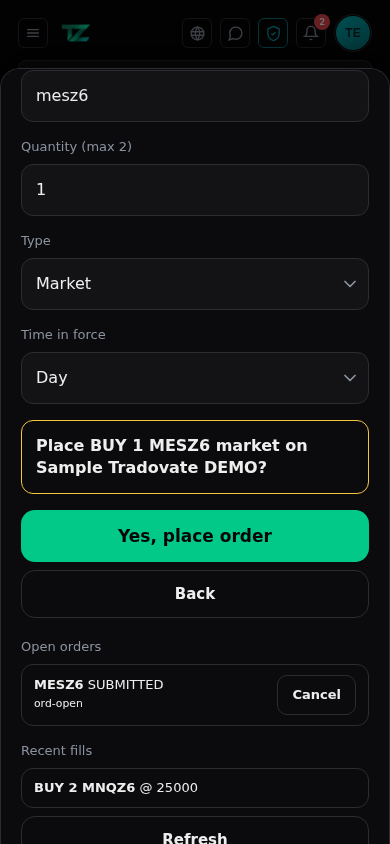 TZ
2
TE
mesz6
Quantity (max 2)
1
Type
Market
Time in force
Day
Place BUY 1 MESZ6 market on
Sample Tradovate DEMO?
Yes, place order
Back
Open orders
MESZ6 SUBMITTED
ord-open
Cancel
Recent fills
BUY 2 MNQZ6 @ 25000
Refresh